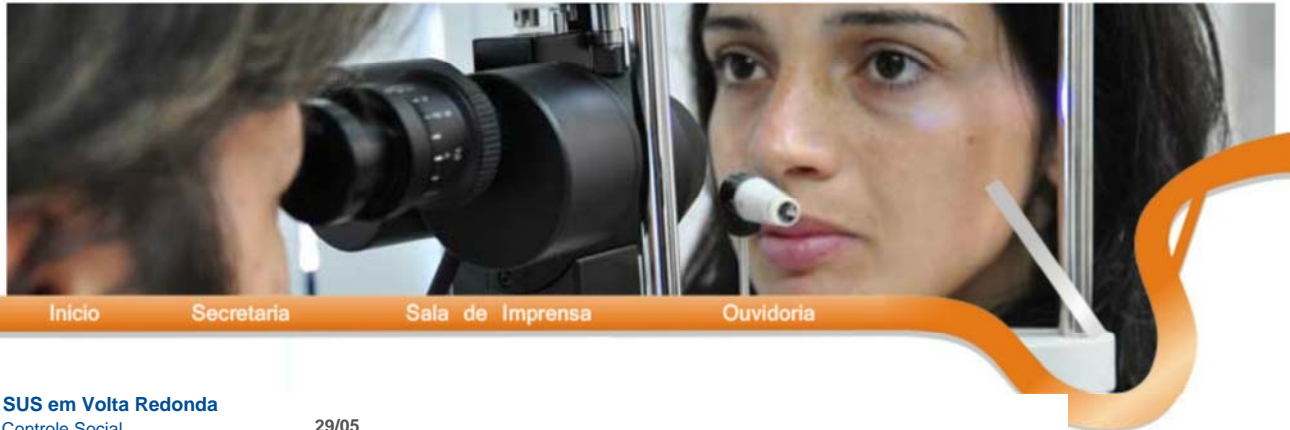 Inicio Secretaria Sala de Imprensa Ouvidoria
SUS em Volta Redonda
Controle Social 29/05